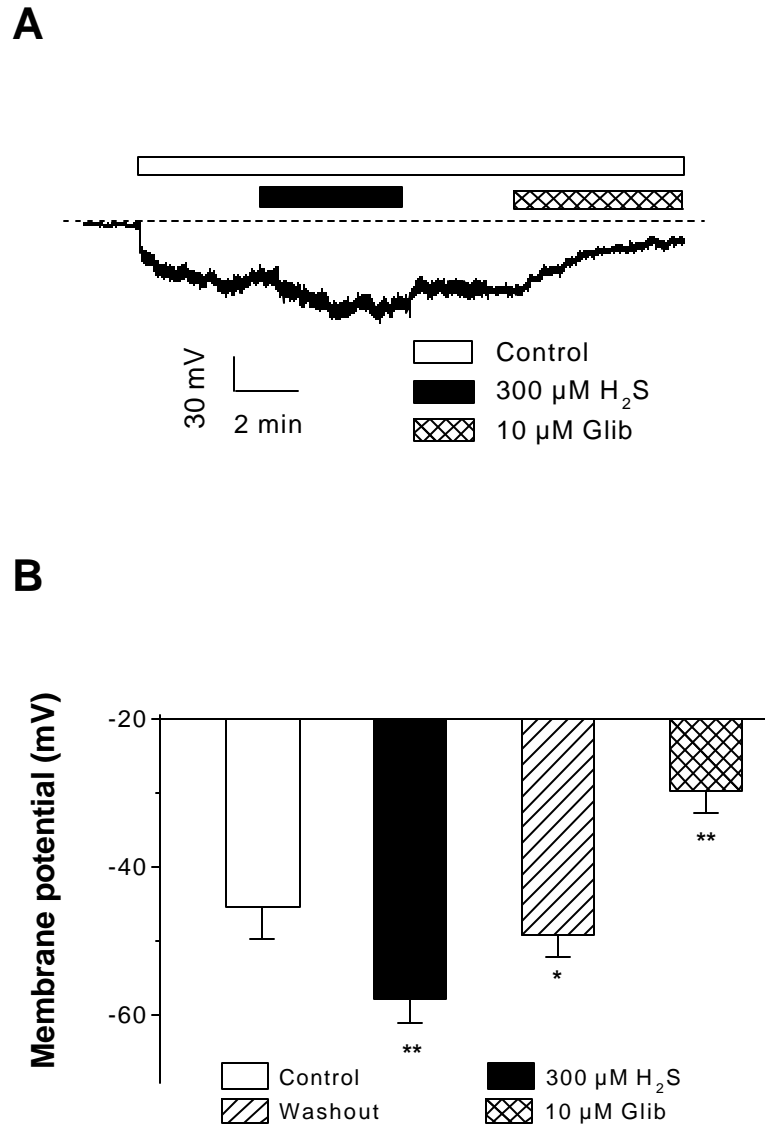 A
Control
300 µM H₂S
10 µM Glib
30 mV
2 min
B
Membrane potential (mV)
-20
-40
-60
**
*
**
Control
300 µM H₂S
Washout
10 µM Glib